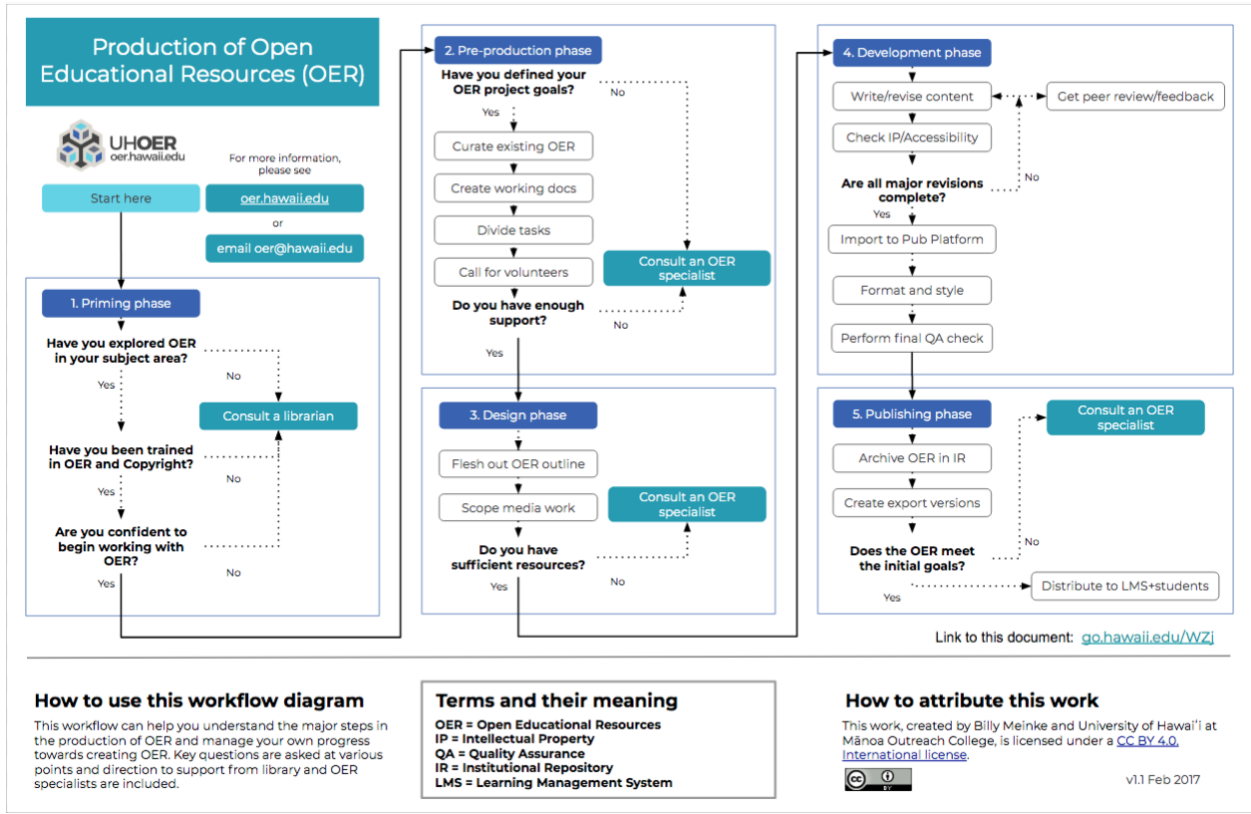 Production of Open
Educational Resources (OER)
UHOER
oer.hawaii.edu
For more information,
please see
Start here
oer.hawaii.edu
or
email oer@hawaii.edu
1. Priming phase
Have you explored OER
in your subject area?
No
Yes
Consult a librarian
Have you been trained
in OER and Copyright?
No
Yes
Are you confident to
begin working with
OER?
No
Yes
2. Pre-production phase
Have you defined your
OER project goals?
No
Yes
Curate existing OER
Create working docs
Divide tasks
Call for volunteers
Consult an OER
specialist
Do you have enough
support?
No
Yes
3. Design phase
Flesh out OER outline
Scope media work
Consult an OER
specialist
Do you have
sufficient resources?
No
Yes
4. Development phase
Write/revise content
Get peer review/feedback
Check IP/Accessibility
Are all major revisions
complete?
No
Yes
Import to Pub Platform
Format and style
Perform final QA check
5. Publishing phase
Consult an OER
specialist
Archive OER in IR
Create export versions
Does the OER meet
the initial goals?
No
Yes
Distribute to LMS+students
Link to this document: go.hawaii.edu/WZj
How to use this workflow diagram
This workflow can help you understand the major steps in
the production of OER and manage your own progress
towards creating OER. Key questions are asked at various
points and direction to support from library and OER
specialists are included.
Terms and their meaning
OER = Open Educational Resources
IP = Intellectual Property
QA = Quality Assurance
IR = Institutional Repository
LMS = Learning Management System
How to attribute this work
This work, created by Billy Meinke and University of Hawaiʻi at
Mānoa Outreach College, is licensed under a CC BY 4.0.
International license.
cc
BY
v1.1 Feb 2017